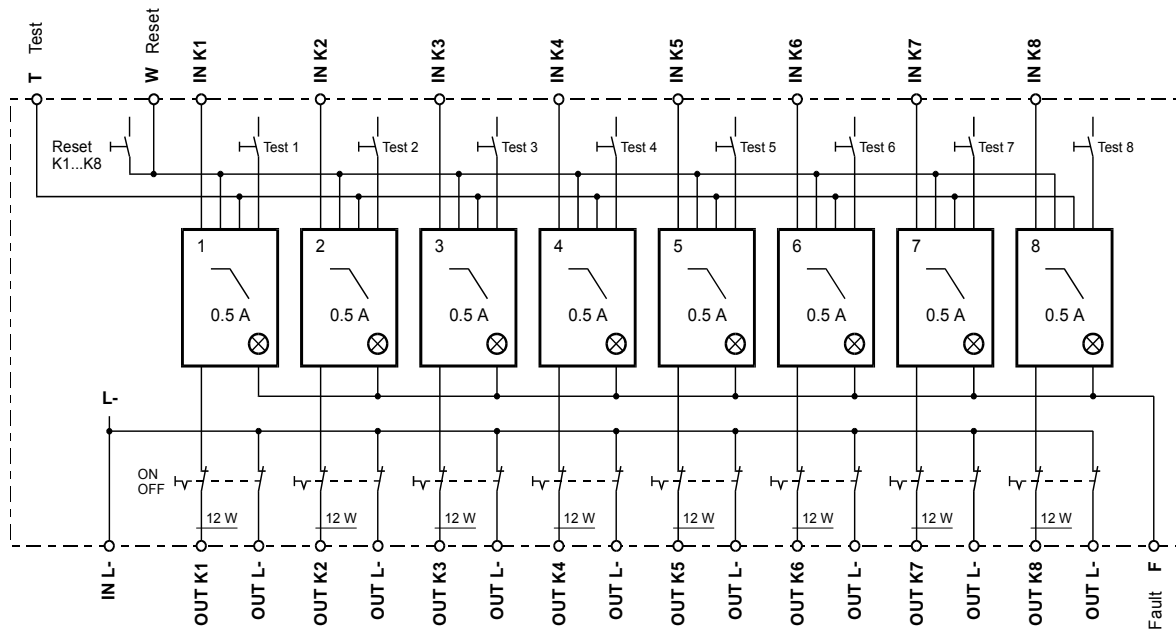 T Test
W Reset
IN K1
IN K2
IN K3
IN K4
IN K5
IN K6
IN K7
IN K8
Reset
K1...K8
Test 1
Test 2
Test 3
Test 4
Test 5
Test 6
Test 7
Test 8
1
2
3
4
5
6
7
8
0.5 A
0.5 A
0.5 A
0.5 A
0.5 A
0.5 A
0.5 A
0.5 A
L-
ON
OFF
12 W
12 W
12 W
12 W
12 W
12 W
12 W
12 W
IN L-
OUT K1
OUT L-
OUT K2
OUT L-
OUT K3
OUT L-
OUT K4
OUT L-
OUT K5
OUT L-
OUT K6
OUT L-
OUT K7
OUT L-
OUT K8
OUT L-
Fault F